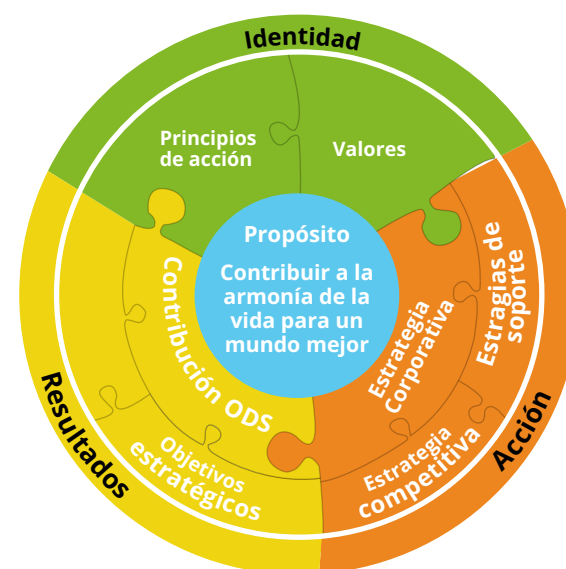 Identidad
Principios
de acción
Valores
Propósito
Contribuir a la
armonía de la
vida para un
mundo mejor
Estragias de
soporte
Estrategia
Corporativa
Estrategia
competitiva
Acción
Contribución ODS
Objetivos
estratégicos
Resultados